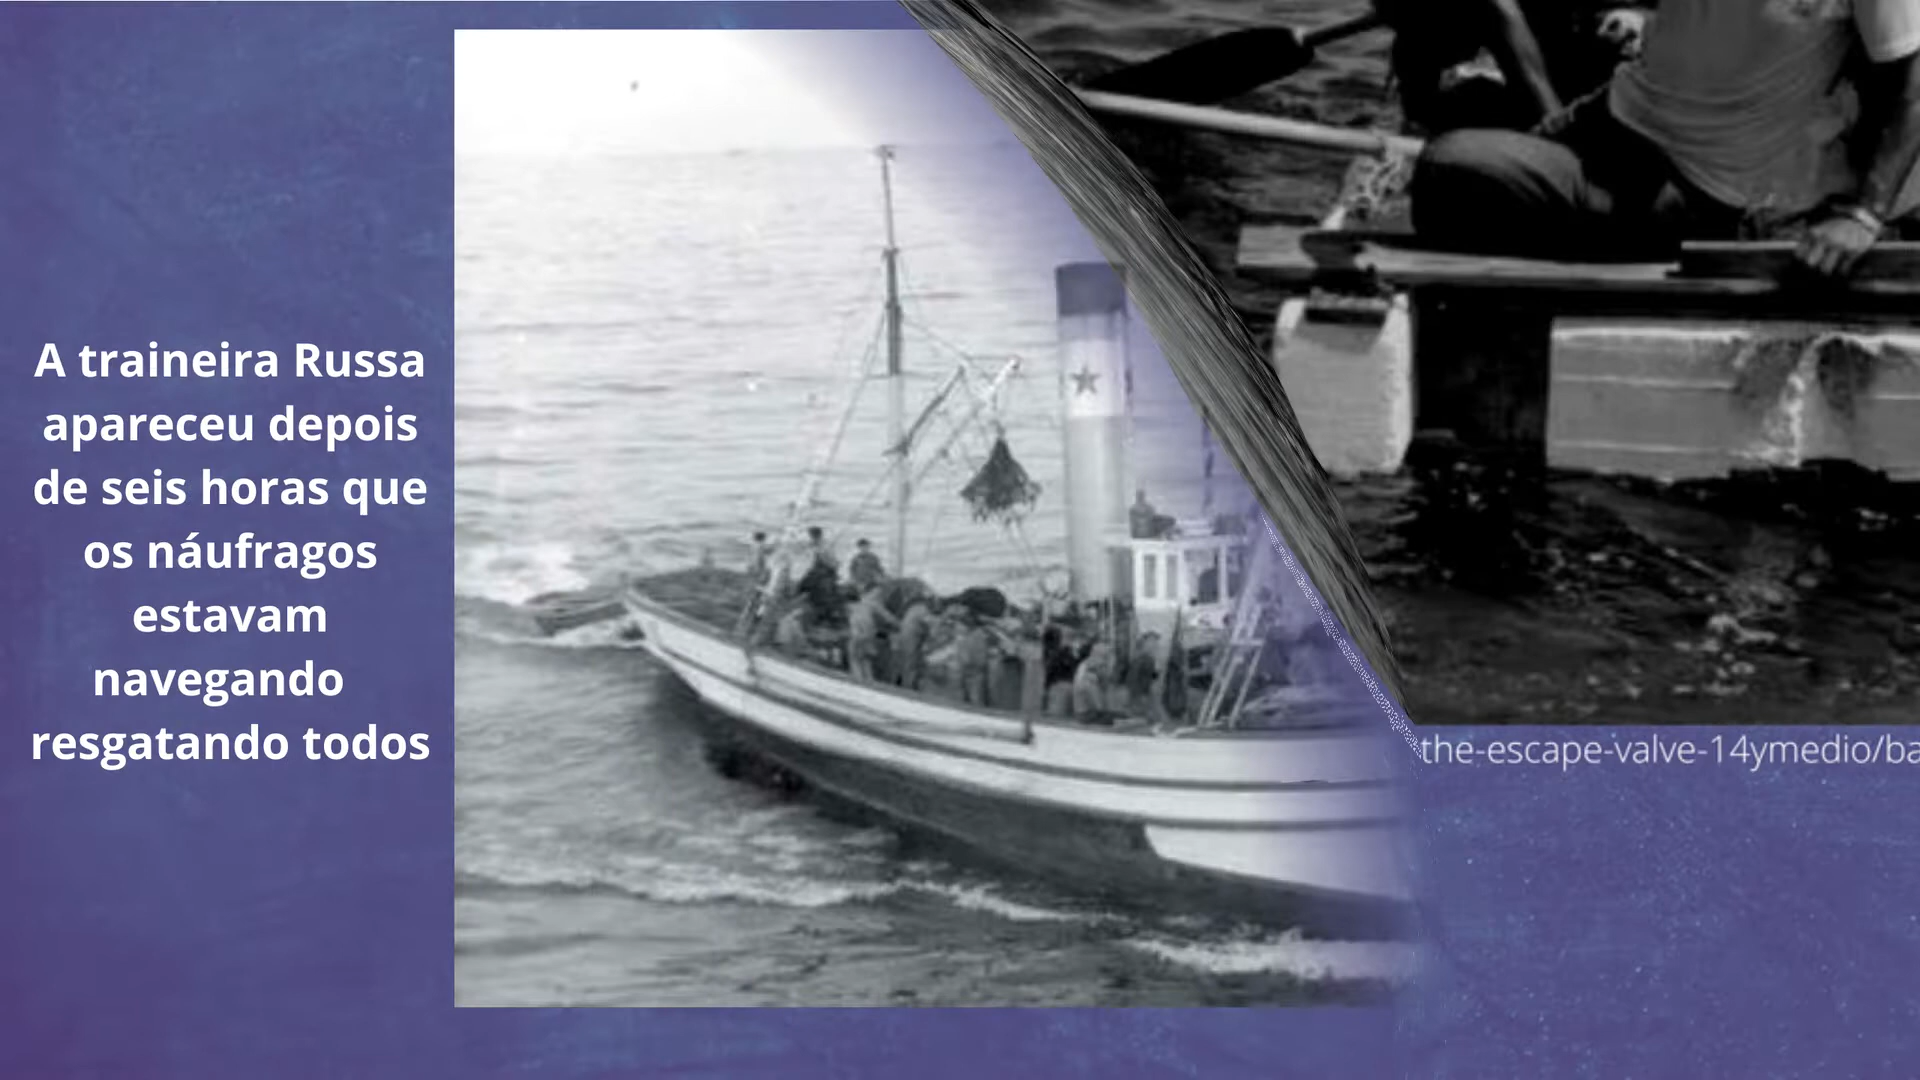 A traineira Russa
apareceu depois
de seis horas que
os náufragos
estavam
navegando
resgatando todos
the-escape-valve-14ymedio/ba